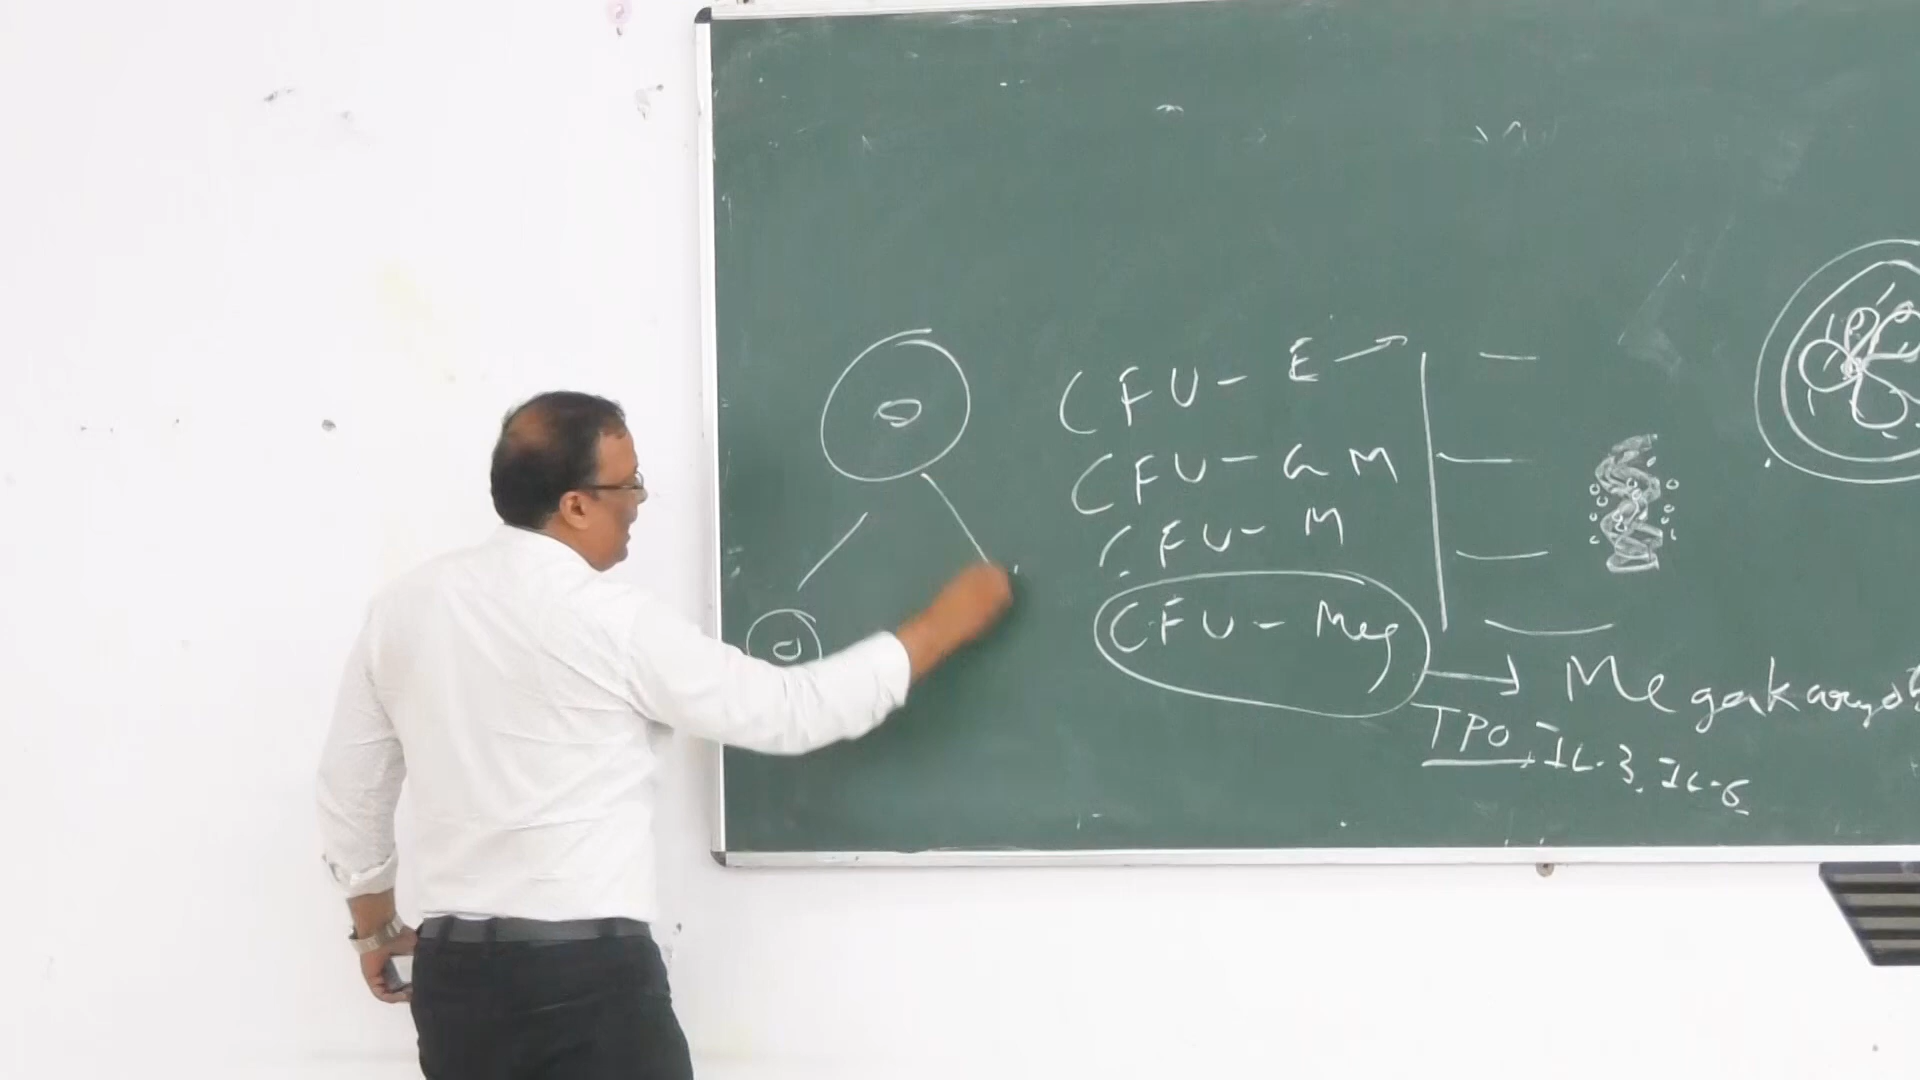 CFU - E
CFU - GM
CFU - M
CFU - Meg
Megakaryo
TPO IL-3, IL-6